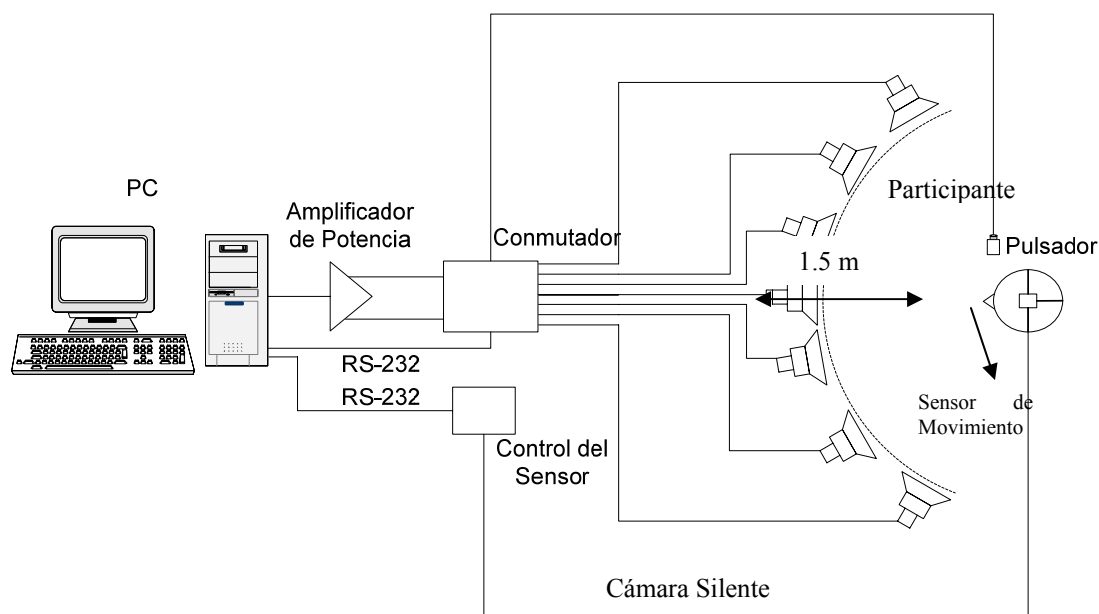 PC
Amplificador
de Potencia
Conmutador
Participante
Pulsador
1.5 m
RS-232
RS-232
Control del
Sensor
Sensor de
Movimiento
Cámara Silente